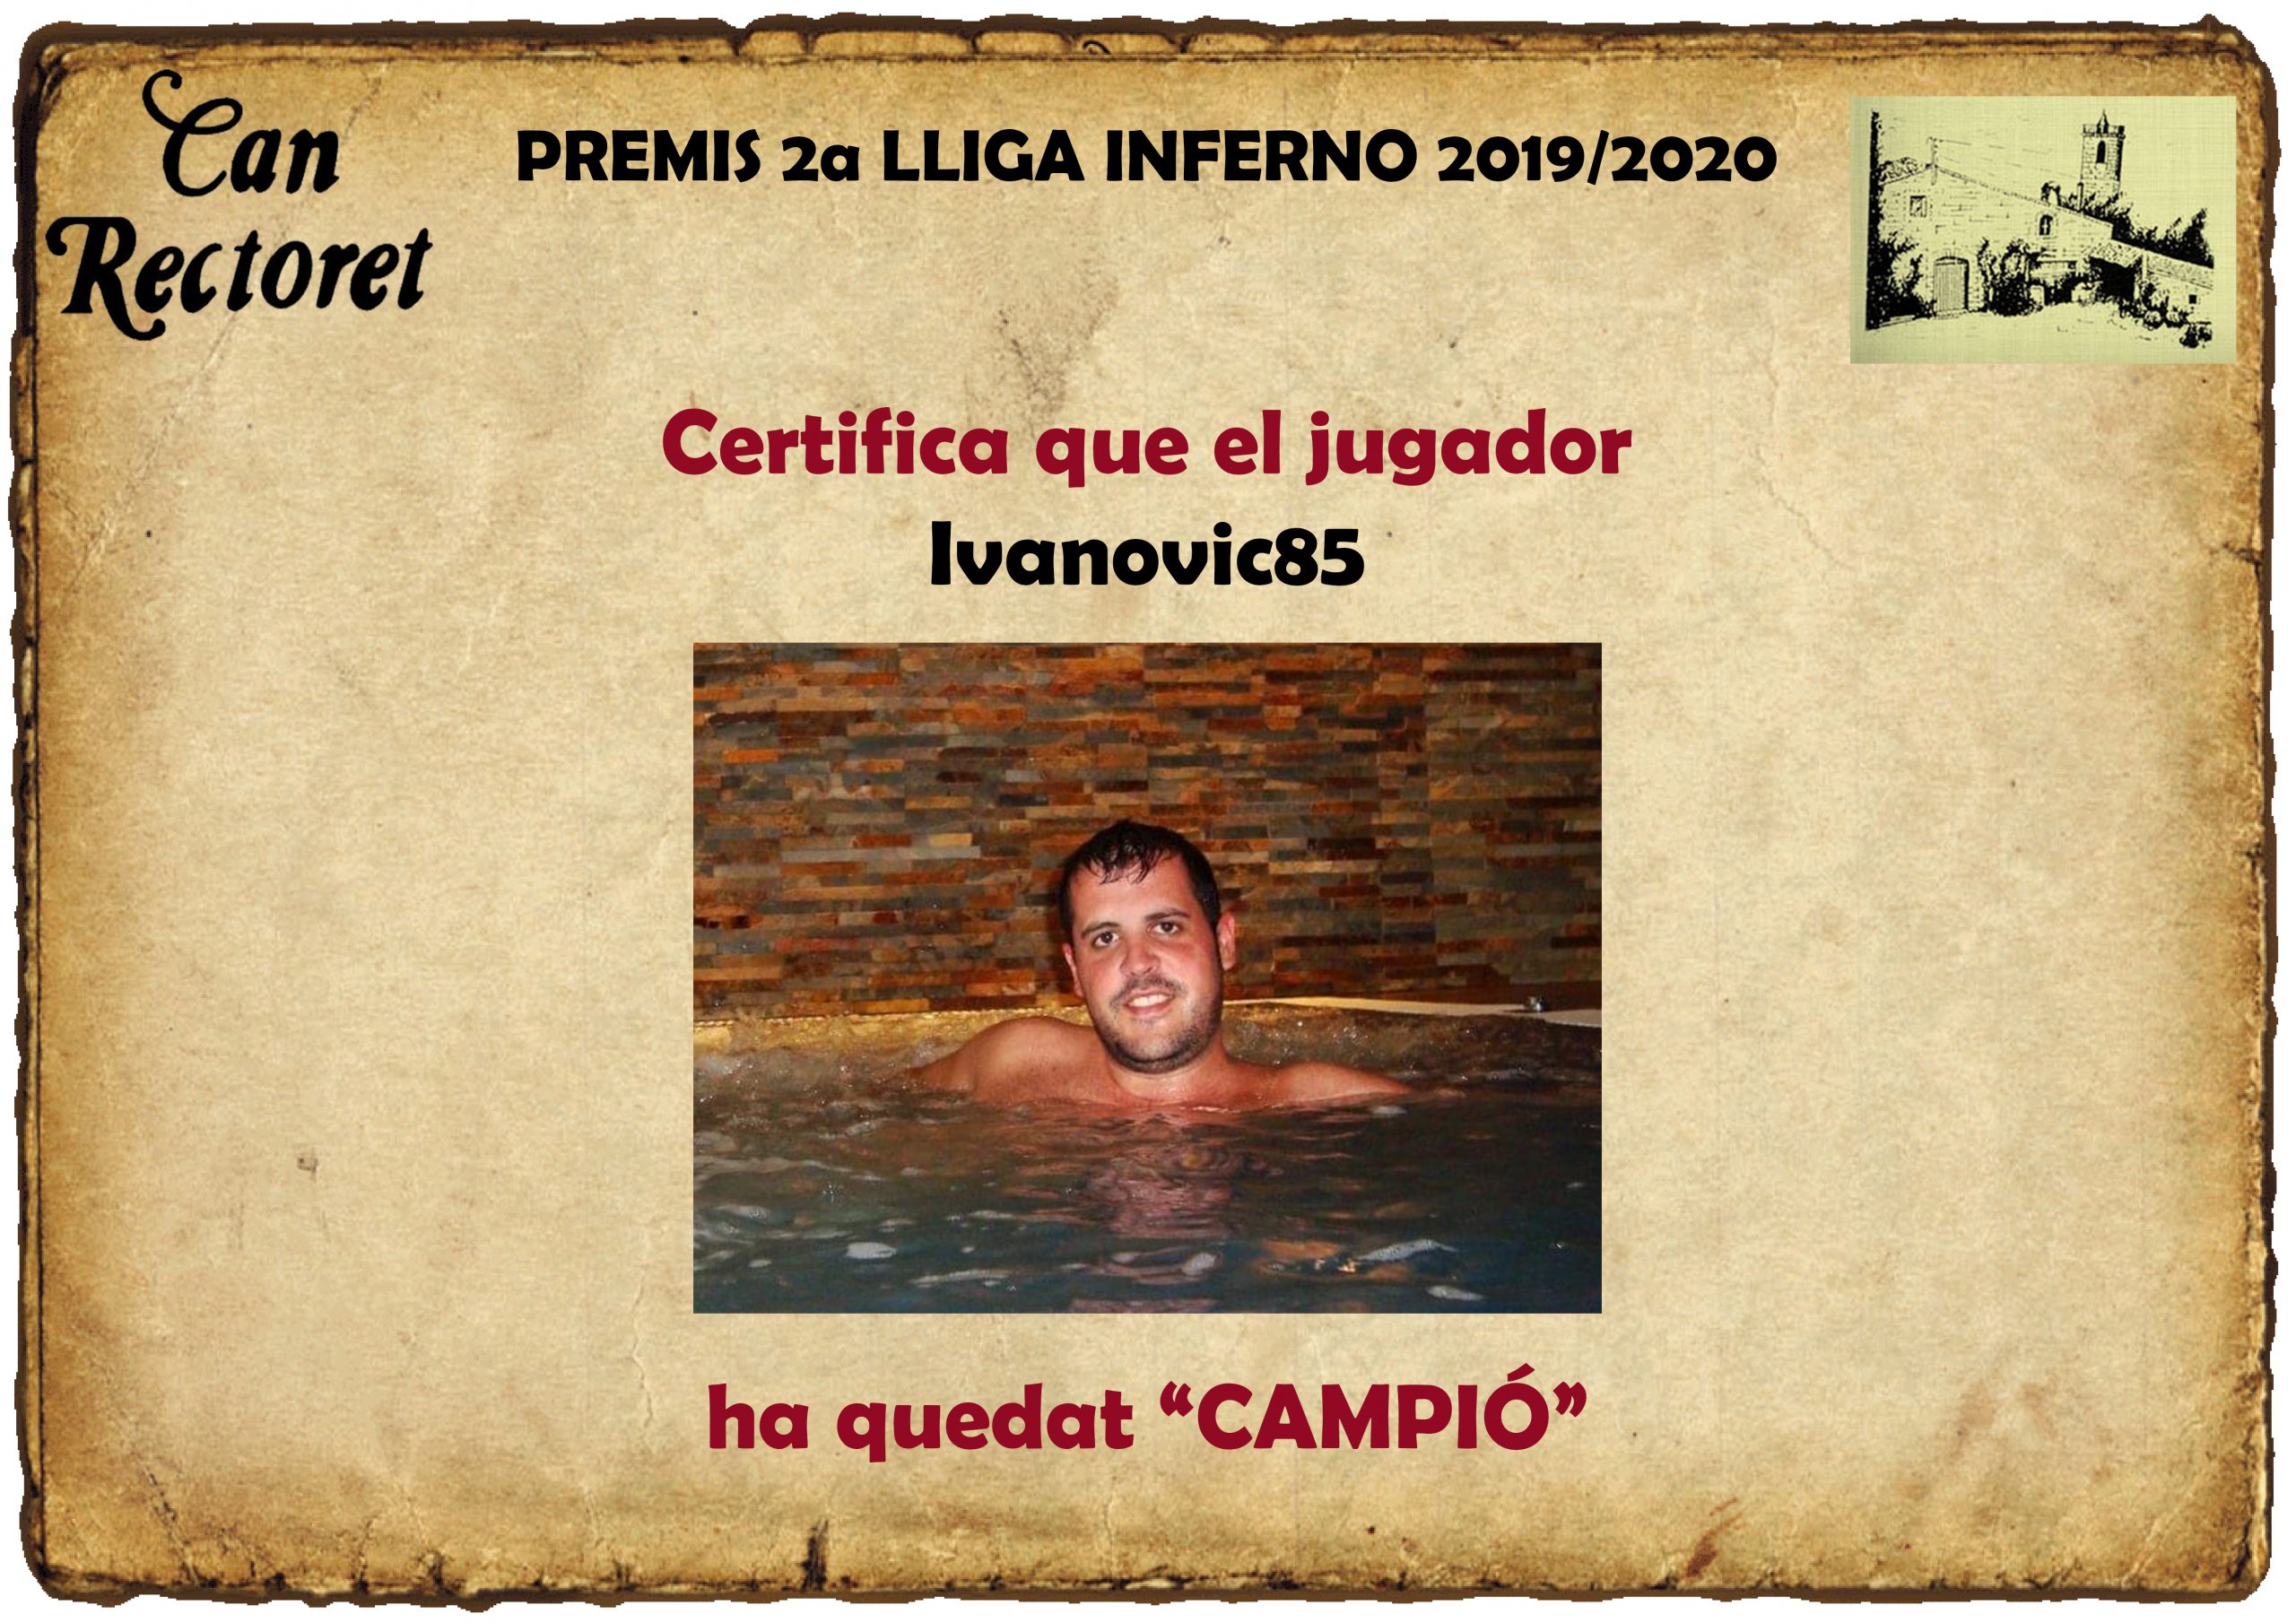 Can
Rectoret
PREMIS 2a LLIGA INFERNO 2019/2020
Certifica que el jugador
Ivanovic85
ha quedat “CAMPIÓ”